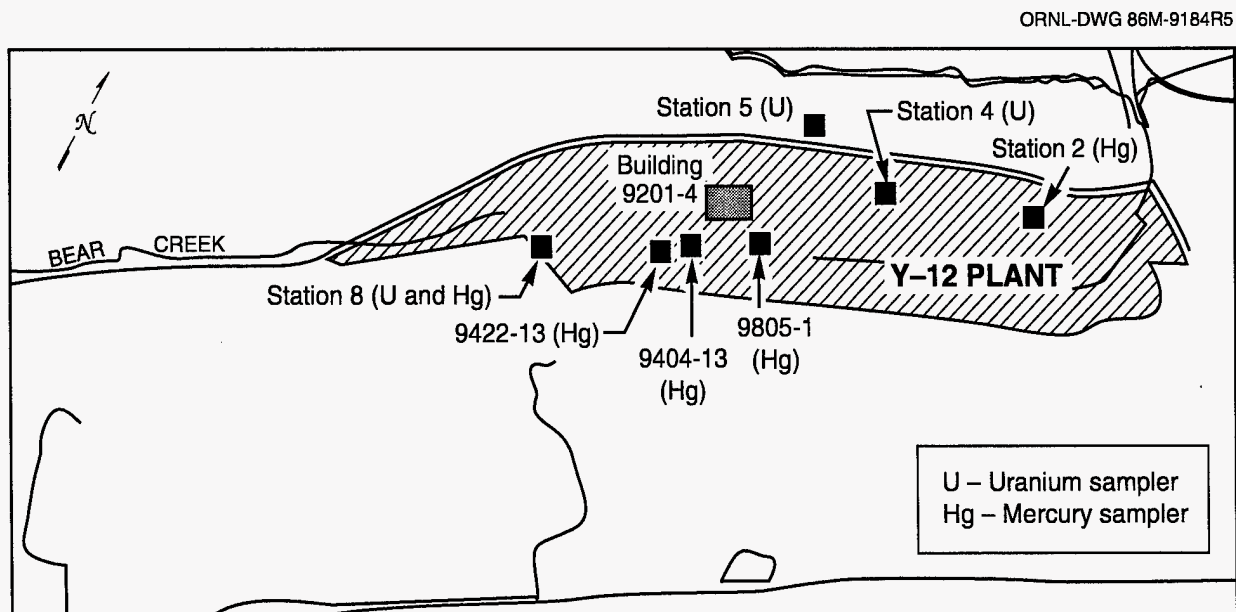 ORNL-DWG 86M-9184R5
N
Station 5 (U)
Station 4 (U)
Station 2 (Hg)
Building
9201-4
BEAR CREEK
Y–12 PLANT
Station 8 (U and Hg)
9422-13 (Hg)
9404-13
(Hg)
9805-1
(Hg)
U – Uranium sampler
Hg – Mercury sampler